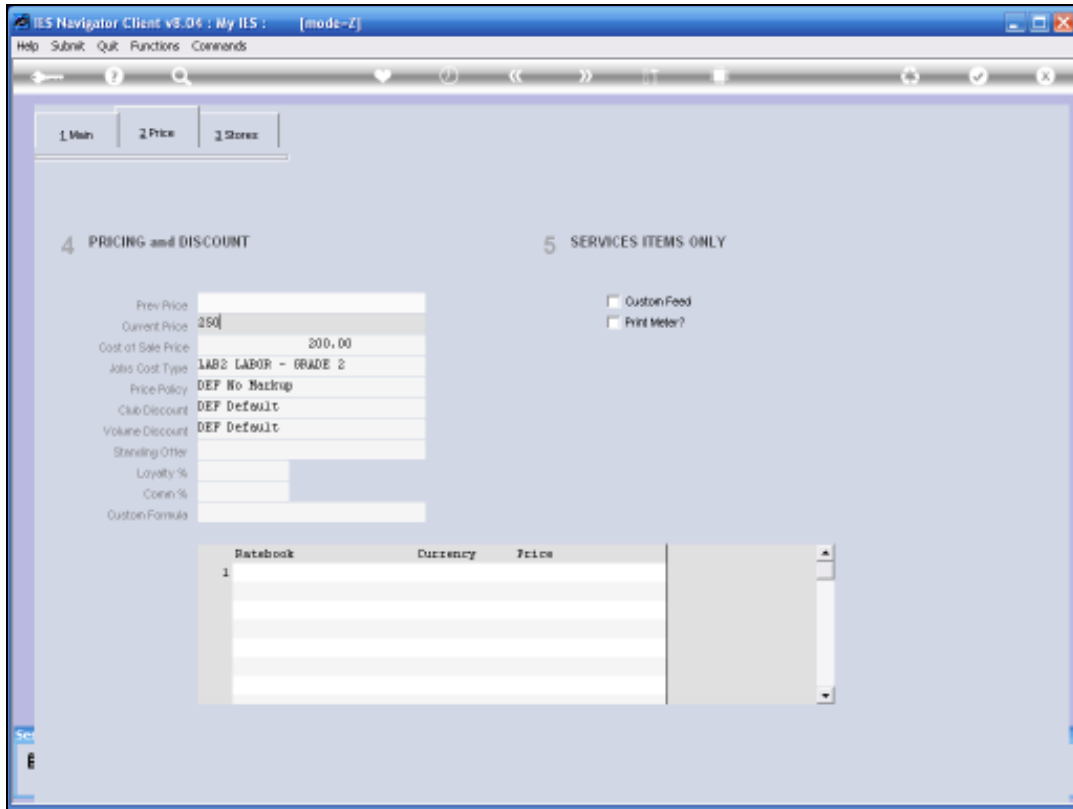 IES Navigator Client v8.04 : My IES : [mode=Z]
Help Submit Quit Functions Commands
1 Main 2 Price 3 Stores
4 PRICING and DISCOUNT
5 SERVICES ITEMS ONLY
Prev Price
Custom Feed
Current Price 250
Print Meter?
Cost of Sale Price 200.00
Jobs Cost Type LAB2 LABOR - GRADE 2
Price Policy DEF No Markup
Club Discount DEF Default
Volume Discount DEF Default
Standing Offer
Loyalty %
Comm %
Custom Formula
Ratebook Currency Price
1